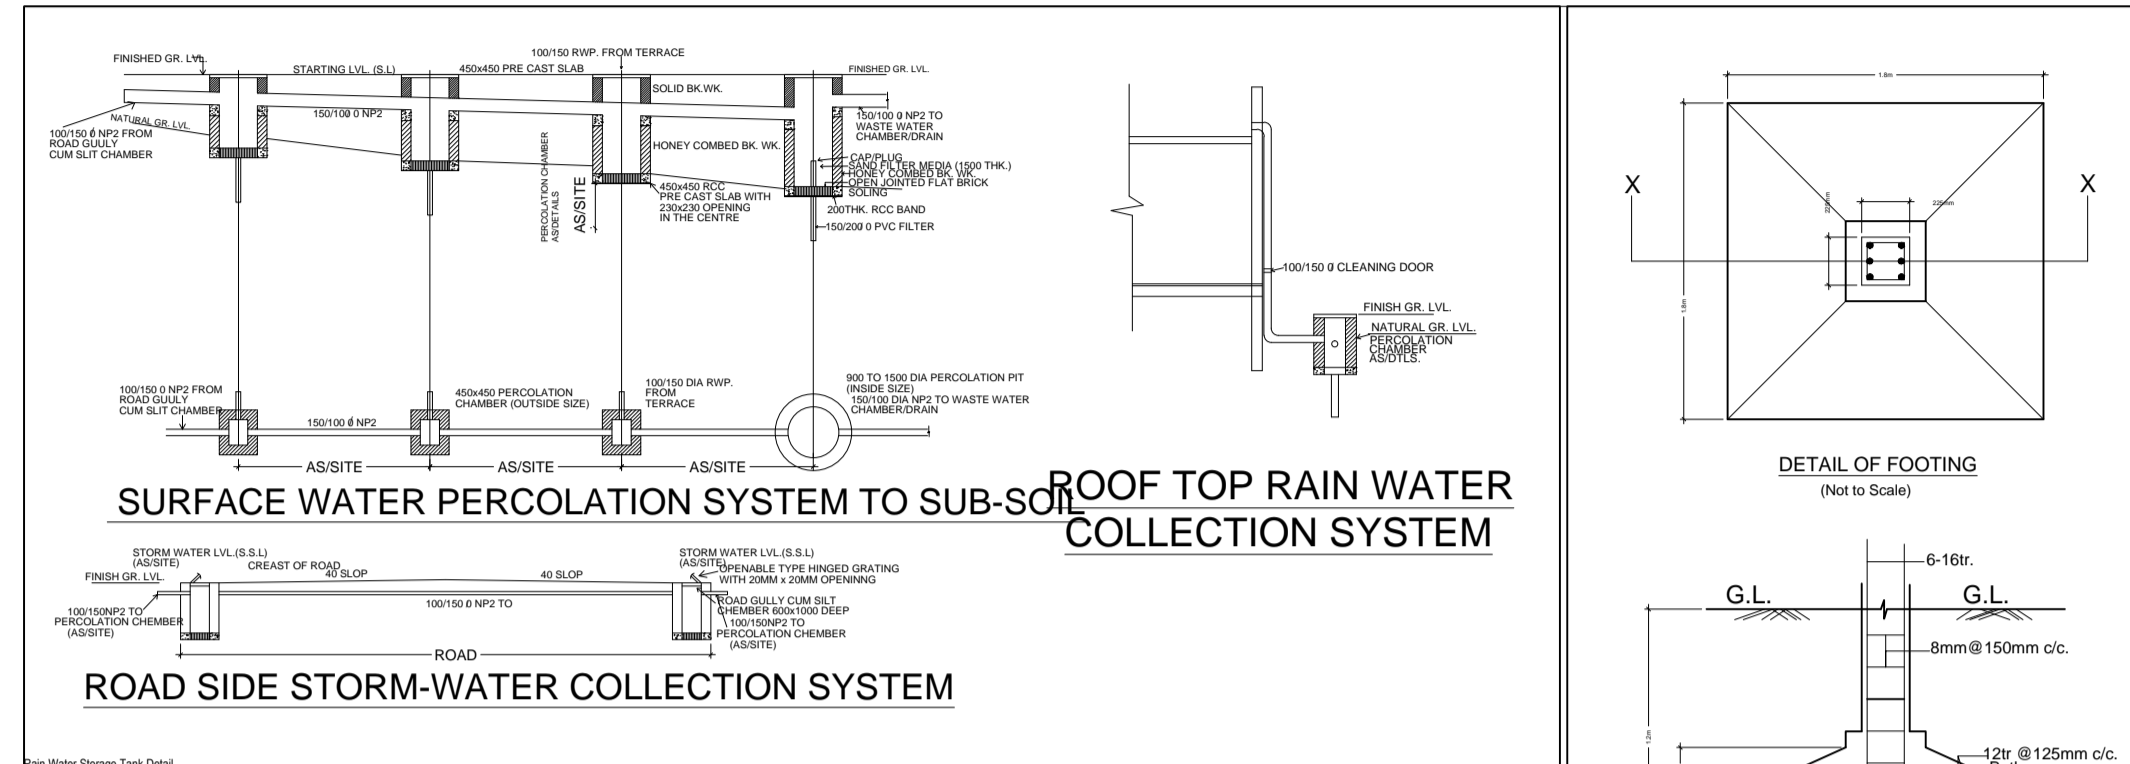 100/150 RWP. FROM TERRACE
FINISHED GR. LVL.
STARTING LVL. (S.L)
450x450 PRE CAST SLAB
FINISHED GR. LVL.
SOLID BK.WK.
150/100 0 NP2
NATURAL GR. LVL.
100/150 ∅ NP2 FROM
ROAD GUULY
CUM SLIT CHAMBER
150/100 0 NP2 TO
WASTE WATER
CHAMBER/DRAIN
HONEY COMBED BK. WK.
PERCOLATION CHAMBER
AS/DETAILS
AS/SITE
CAP/PLUG
SAND FILTER MEDIA (1500 THK.)
HONEY COMBED BK. WK.
OPEN JOINTED FLAT BRICK
SOLING
450x450 RCC
PRE CAST SLAB WITH
230x230 OPENING
IN THE CENTRE
200THK. RCC BAND
150/200 0 PVC FILTER
100/150 0 NP2 FROM
ROAD GUULY
CUM SLIT CHAMBER
150/100 ∅ NP2
450x450 PERCOLATION
CHAMBER (OUTSIDE SIZE)
100/150 DIA RWP.
FROM
TERRACE
900 TO 1500 DIA PERCOLATION PIT
(INSIDE SIZE)
150/100 DIA NP2 TO WASTE WATER
CHAMBER/DRAIN
AS/SITE
AS/SITE
AS/SITE
SURFACE WATER PERCOLATION SYSTEM TO SUB-SOIL
100/150 0 CLEANING DOOR
FINISH GR. LVL.
NATURAL GR. LVL.
PERCOLATION
CHAMBER
AS/DTLS.
ROOF TOP RAIN WATER
COLLECTION SYSTEM
STORM WATER LVL.(S.S.L)
(AS/SITE)
CREAST OF ROAD
FINISH GR. LVL.
40 SLOP
40 SLOP
STORM WATER LVL.(S.S.L)
(AS/SITE)
OPENABLE TYPE HINGED GRATING
WITH 20MM x 20MM OPENINNG
100/150NP2 TO
PERCOLATION CHEMBER
(AS/SITE)
100/150 0 NP2 TO
ROAD GULLY CUM SILT
CHEMBER 600x1000 DEEP
100/150NP2 TO
PERCOLATION CHEMBER
(AS/SITE)
ROAD
ROAD SIDE STORM-WATER COLLECTION SYSTEM
Rain Water Storage Tank Detail
1.8m
X
X
225mm
225mm
1.8m
DETAIL OF FOOTING
(Not to Scale)
6-16tr.
G.L.
G.L.
8mm@150mm c/c.
1.2m
12tr @125mm c/c.